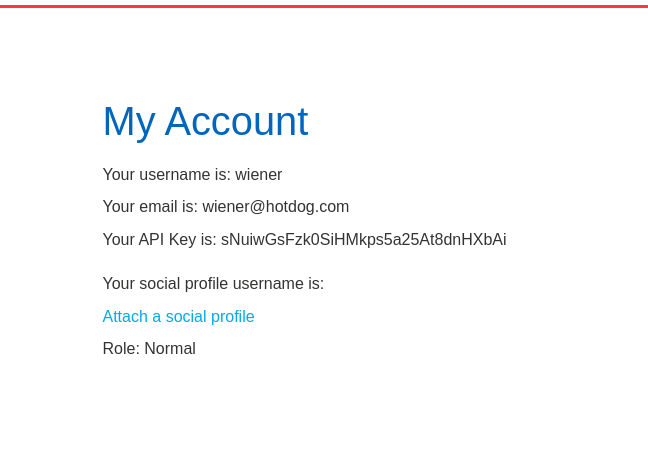 My Account
Your username is: wiener
Your email is: wiener@hotdog.com
Your API Key is: sNuiwGsFzk0SiHMkps5a25At8dnHXbAi
Your social profile username is:
Attach a social profile
Role: Normal